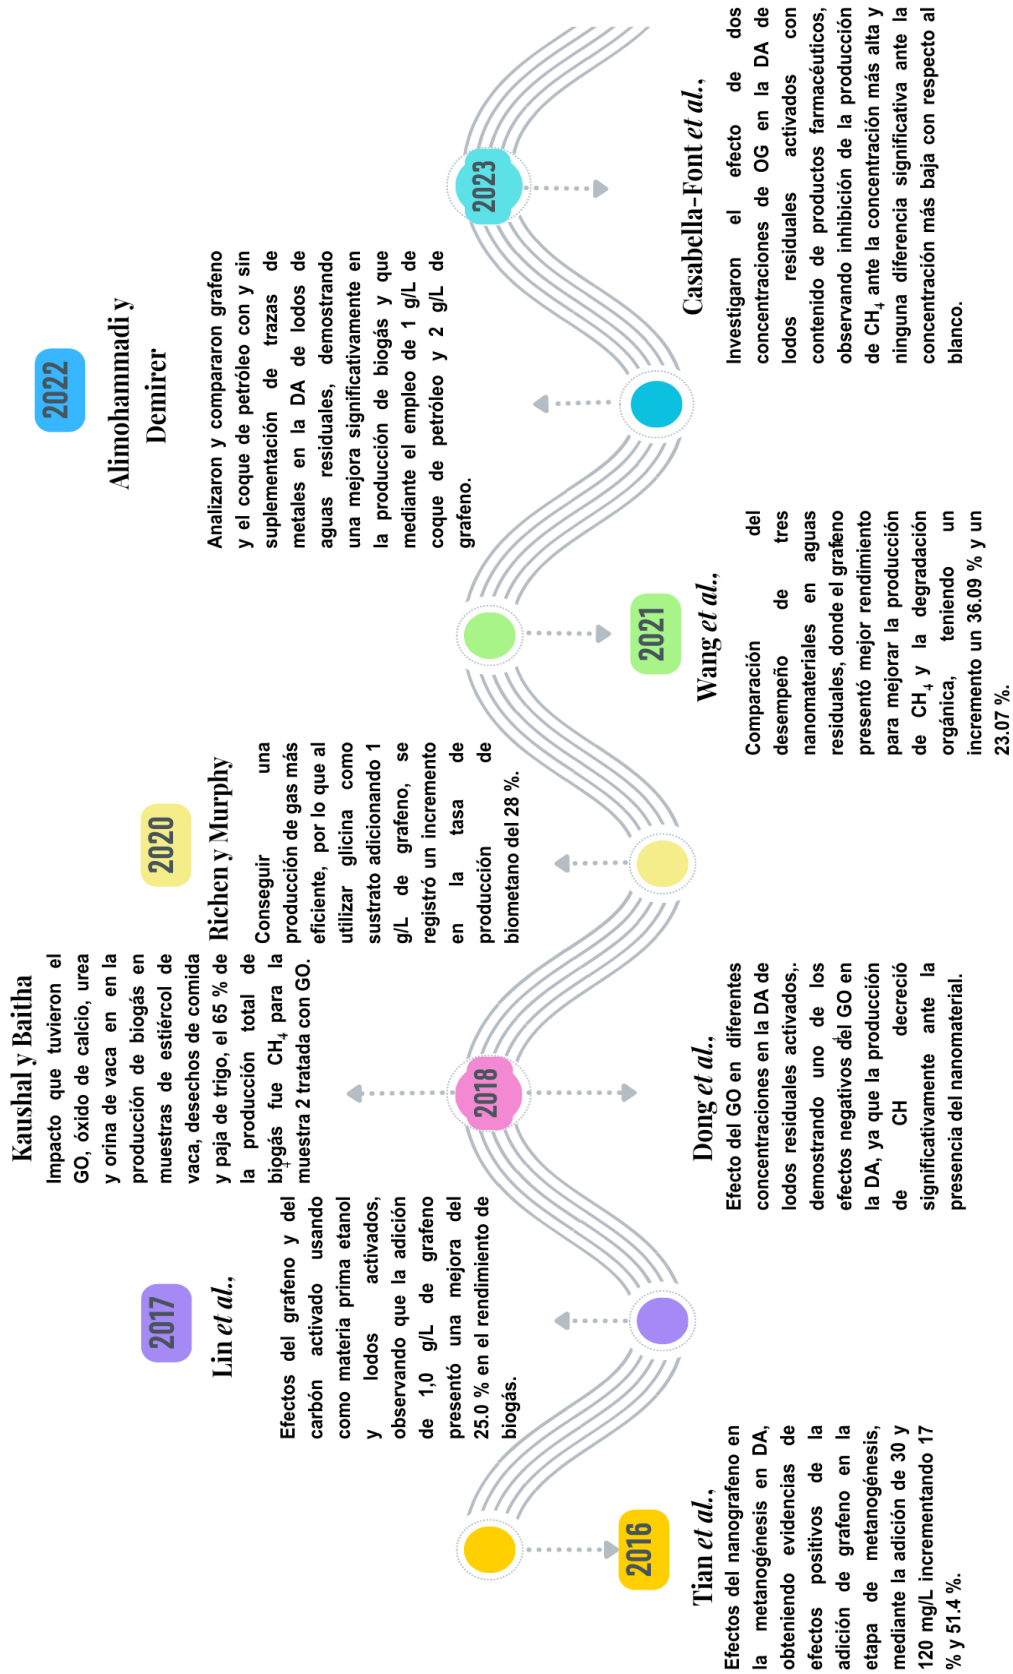 2016
Tian et al.,
Efectos del nanografeno en
la metanogénesis en DA,
obteniendo evidencias de
efectos positivos de la
adición de grafeno en la
etapa de metanogénesis,
mediante la adición de 30 y
120 mg/L incrementando 17
% y 51.4 %.
2017
Lin et al.,
Efectos del grafeno y del
carbón activado usando
como materia prima etanol
y lodos activados,
observando que la adición
de 1,0 g/L de grafeno
presentó una mejora del
25.0 % en el rendimiento de
biogás.
2018
Kaushal y Baitha
Impacto que tuvieron el
GO, óxido de calcio, urea
y orina de vaca en en la
producción de biogás en
muestras de estiércol de
vaca, desechos de comida
y paja de trigo, el 65 % de
la producción total de
biogás fue CH4 para la
muestra 2 tratada con GO.
Dong et al.,
Efecto del GO en diferentes
concentraciones en la DA de
lodos residuales activados,.
demostrando uno de los
efectos negativos del GO en
la DA, ya que la producción
de CH4 decreció
significativamente ante la
presencia del nanomaterial.
2020
Richen y Murphy
Conseguir una
producción de gas más
eficiente, por lo que al
utilizar glicina como
sustrato adicionando 1
g/L de grafeno, se
registró un incremento
en la tasa de
producción de
biometano del 28 %.
2021
Wang et al.,
Comparación del
desempeño de tres
nanomateriales en aguas
residuales, donde el grafeno
presentó mejor rendimiento
para mejorar la producción
de CH4 y la degradación
orgánica, teniendo un
incremento un 36.09 % y un
23.07 %.
2022
Alimohammadi y
Demirer
Analizaron y compararon grafeno
y el coque de petróleo con y sin
suplementación de trazas de
metales en la DA de lodos de
aguas residuales, demostrando
una mejora significativamente en
la producción de biogás y que
mediante el empleo de 1 g/L de
coque de petróleo y 2 g/L de
grafeno.
2023
Casabella-Font et al.,
Investigaron el efecto de dos
concentraciones de OG en la DA de
lodos residuales activados con
contenido de productos farmacéuticos,
observando inhibición de la producción
de CH4 ante la concentración más alta y
ninguna diferencia significativa ante la
concentración más baja con respecto al
blanco.